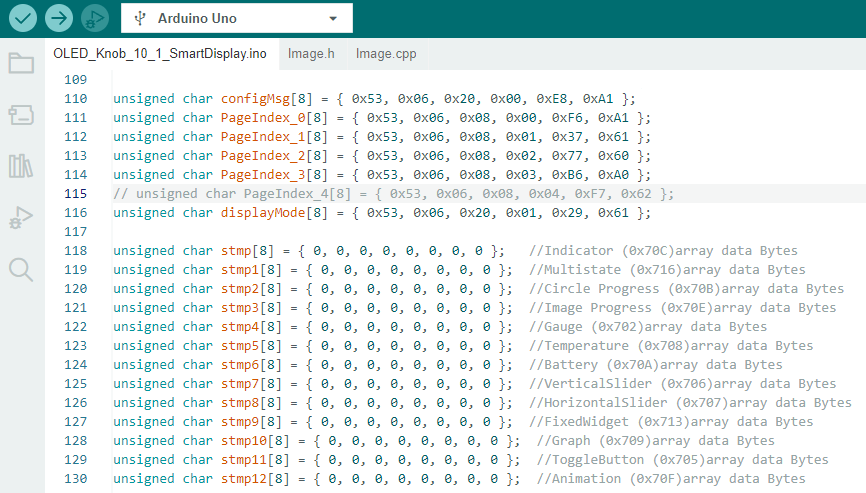 Arduino Uno
OLED_Knob_10_1_SmartDisplay.ino Image.h Image.cpp
109
110 unsigned char configMsg[8] = { 0x53, 0x06, 0x20, 0x00, 0xE8, 0xA1 };
111 unsigned char PageIndex_0[8] = { 0x53, 0x06, 0x08, 0x00, 0xF6, 0xA1 };
112 unsigned char PageIndex_1[8] = { 0x53, 0x06, 0x08, 0x01, 0x37, 0x61 };
113 unsigned char PageIndex_2[8] = { 0x53, 0x06, 0x08, 0x02, 0x77, 0x60 };
114 unsigned char PageIndex_3[8] = { 0x53, 0x06, 0x08, 0x03, 0xB6, 0xA0 };
115 // unsigned char PageIndex_4[8] = { 0x53, 0x06, 0x08, 0x04, 0xF7, 0x62 };
116 unsigned char displayMode[8] = { 0x53, 0x06, 0x20, 0x01, 0x29, 0x61 };
117
118 unsigned char stmp[8] = { 0, 0, 0, 0, 0, 0, 0, 0 }; //Indicator (0x70C)array data Bytes
119 unsigned char stmp1[8] = { 0, 0, 0, 0, 0, 0, 0, 0 }; //Multistate (0x716)array data Bytes
120 unsigned char stmp2[8] = { 0, 0, 0, 0, 0, 0, 0, 0 }; //Circle Progress (0x70B)array data Bytes
121 unsigned char stmp3[8] = { 0, 0, 0, 0, 0, 0, 0, 0 }; //Image Progress (0x70E)array data Bytes
122 unsigned char stmp4[8] = { 0, 0, 0, 0, 0, 0, 0, 0 }; //Gauge (0x702)array data Bytes
123 unsigned char stmp5[8] = { 0, 0, 0, 0, 0, 0, 0, 0 }; //Temperature (0x708)array data Bytes
124 unsigned char stmp6[8] = { 0, 0, 0, 0, 0, 0, 0, 0 }; //Battery (0x70A)array data Bytes
125 unsigned char stmp7[8] = { 0, 0, 0, 0, 0, 0, 0, 0 }; //VerticalSlider (0x706)array data Bytes
126 unsigned char stmp8[8] = { 0, 0, 0, 0, 0, 0, 0, 0 }; //HorizontalSlider (0x707)array data Bytes
127 unsigned char stmp9[8] = { 0, 0, 0, 0, 0, 0, 0, 0 }; //FixedWidget (0x713)array data Bytes
128 unsigned char stmp10[8] = { 0, 0, 0, 0, 0, 0, 0, 0 }; //Graph (0x709)array data Bytes
129 unsigned char stmp11[8] = { 0, 0, 0, 0, 0, 0, 0, 0 }; //ToggleButton (0x705)array data Bytes
130 unsigned char stmp12[8] = { 0, 0, 0, 0, 0, 0, 0, 0 }; //Animation (0x70F)array data Bytes